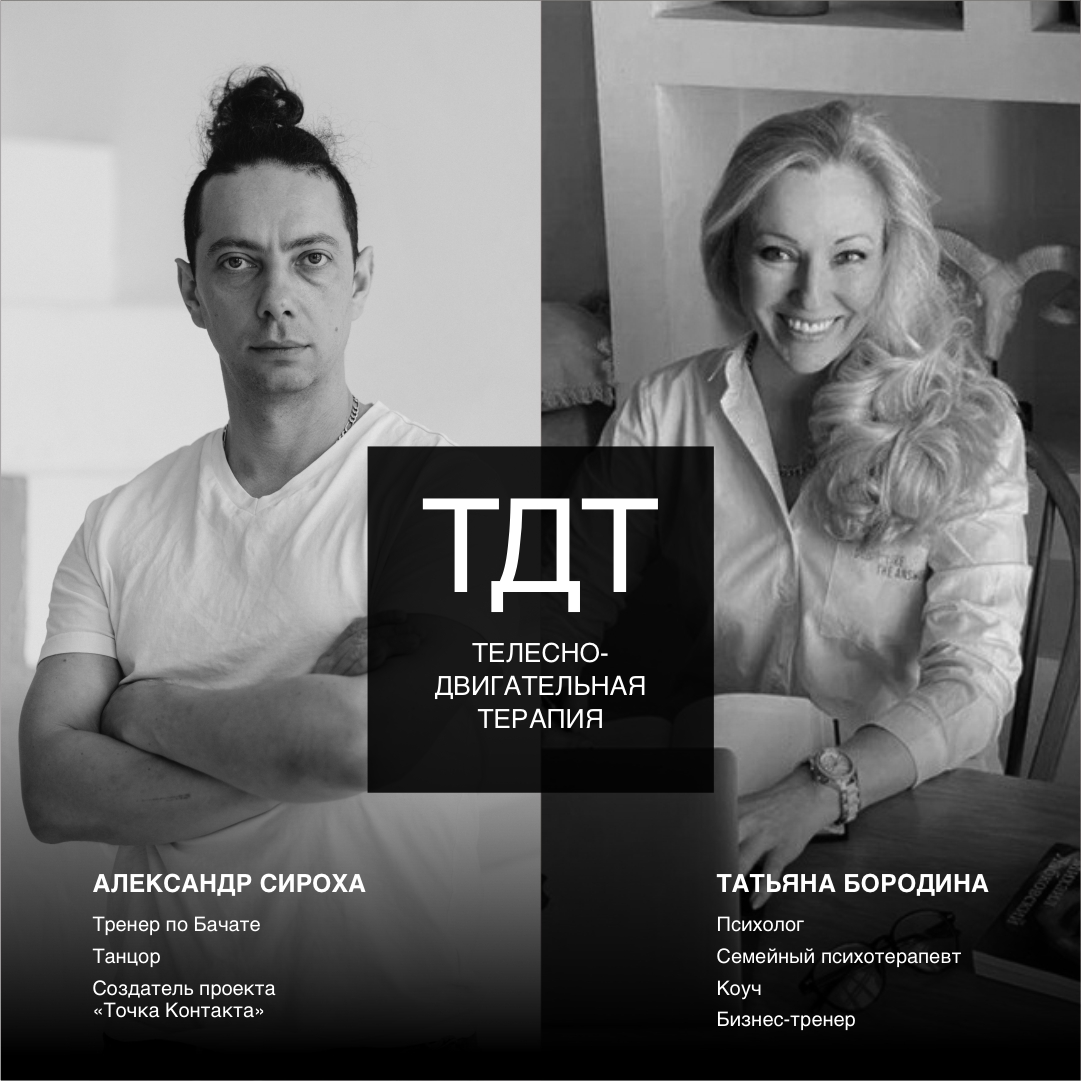 ТДТ
ТЕЛЕСНО-
ДВИГАТЕЛЬНАЯ
ТЕРАПИЯ
АЛЕКСАНДР СИРОХА
Тренер по Бачате
Танцор
Создатель проекта
«Точка Контакта»
ТАТЬЯНА БОРОДИНА
Психолог
Семейный психотерапевт
Коуч
Бизнес-тренер